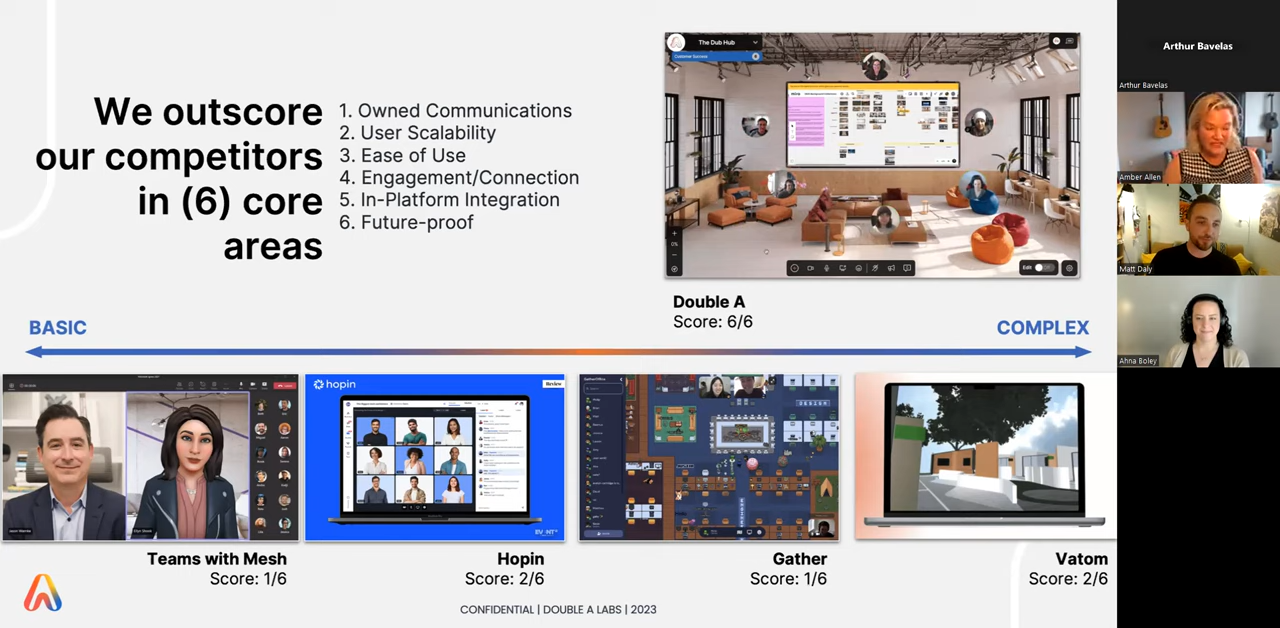 We outscore
our competitors
in (6) core
areas
1. Owned Communications
2. User Scalability
3. Ease of Use
4. Engagement/Connection
5. In-Platform Integration
6. Future-proof
The Dub Hub
Customer Success
Edit
Double A
Score: 6/6
BASIC
COMPLEX
hopin
Review
DESIGN
Teams with Mesh
Score: 1/6
Hopin
Score: 2/6
Gather
Score: 1/6
Vatom
Score: 2/6
CONFIDENTIAL | DOUBLE A LABS | 2023
Arthur Bavelas
Arthur Bavelas
Amber Allen
Matt Daly
Ahna Boley